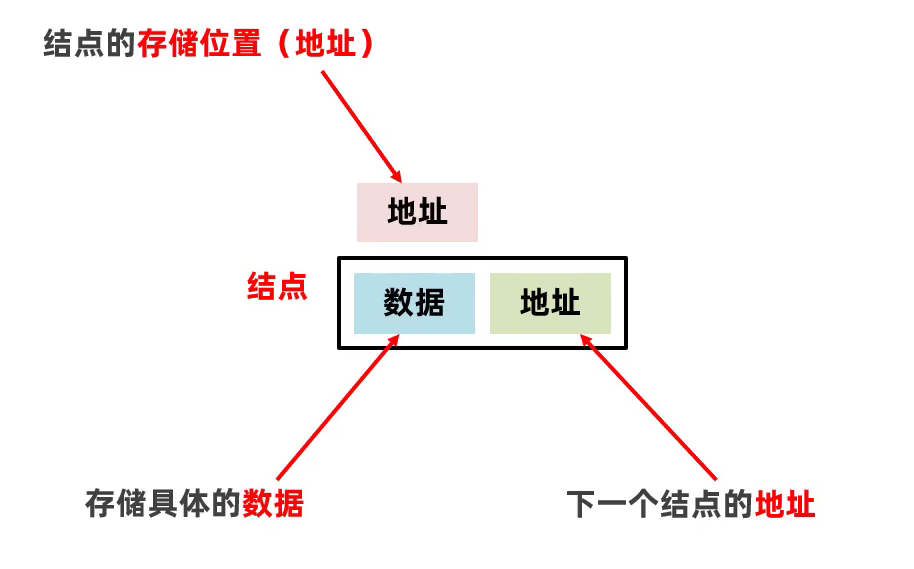 结点的存储位置（地址）
地址
结点
数据 地址
存储具体的数据
下一个结点的地址